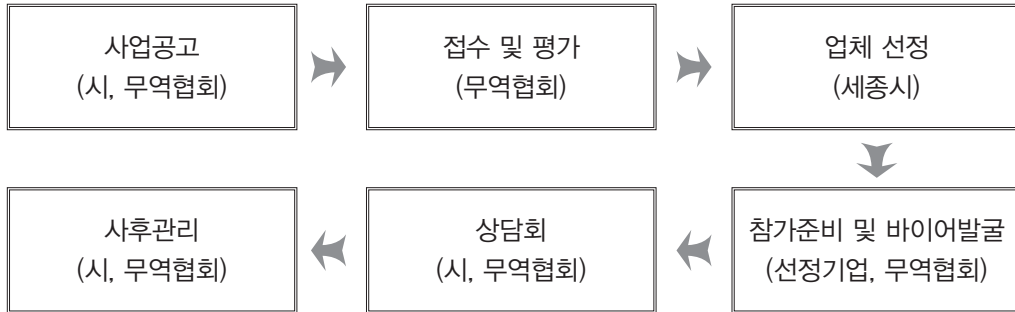 사업공고
(시, 무역협회)
접수 및 평가
(무역협회)
업체 선정
(세종시)
참가준비 및 바이어발굴
(선정기업, 무역협회)
상담회
(시, 무역협회)
사후관리
(시, 무역협회)